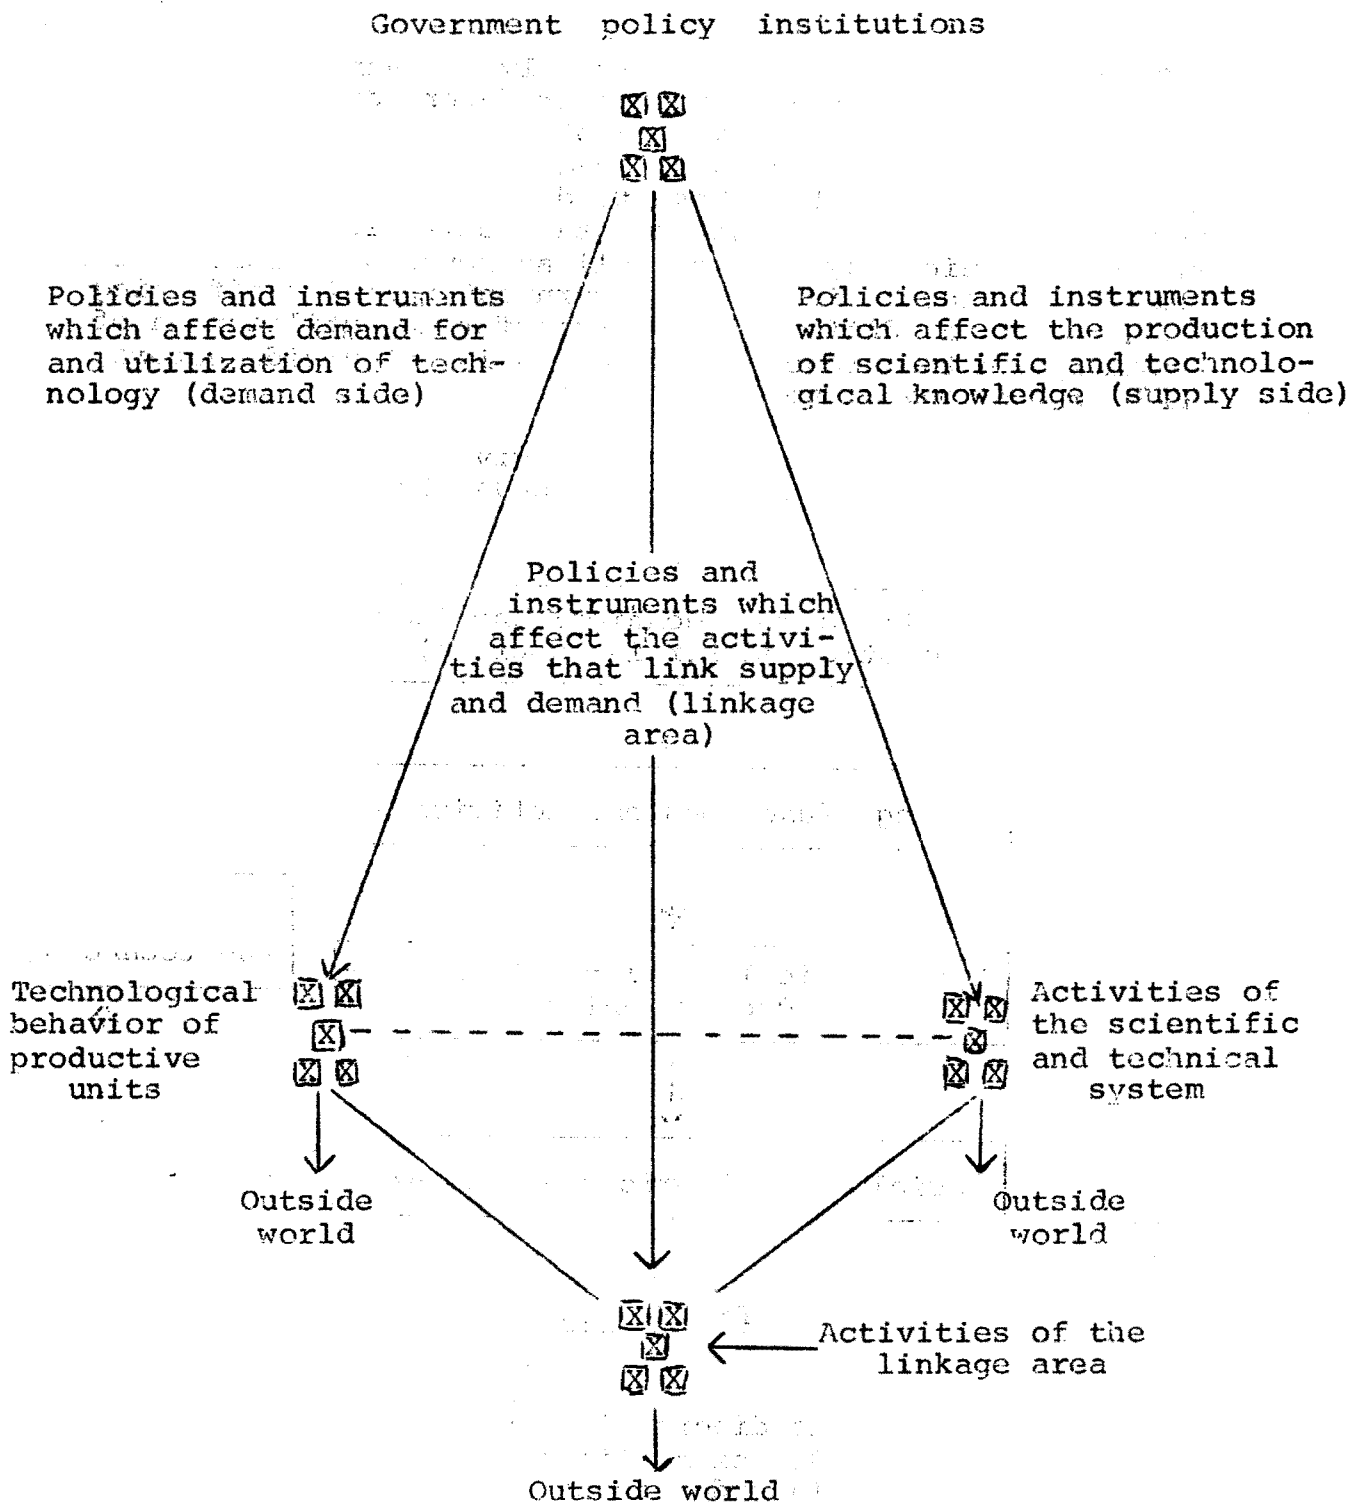 Government policy institutions
X X
X
X X
Policies and instruments
which affect demand for
and utilization of tech-
nology (demand side)
Policies and instruments
which affect the production
of scientific and technolo-
gical knowledge (supply side)
Policies and
instruments which
affect the activi-
ties that link supply
and demand (linkage
area)
Technological
behavior of
productive
units
X X
X
X X
X X
X
X X
Activities of
the scientific
and technical
system
Outside
world
Outside
world
X X
X
X X
Activities of the
linkage area
Outside world